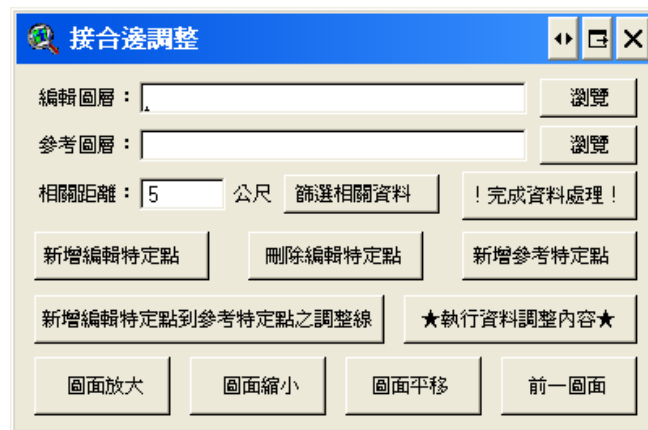 接合邊調整
編輯圖層： 瀏覽
參考圖層： 瀏覽
相關距離： 5 公尺 篩選相關資料 ！完成資料處理！
新增編輯特定點 刪除編輯特定點 新增參考特定點
新增編輯特定點到參考特定點之調整線 ★執行資料調整內容★
圖面放大 圖面縮小 圖面平移 前一圖面